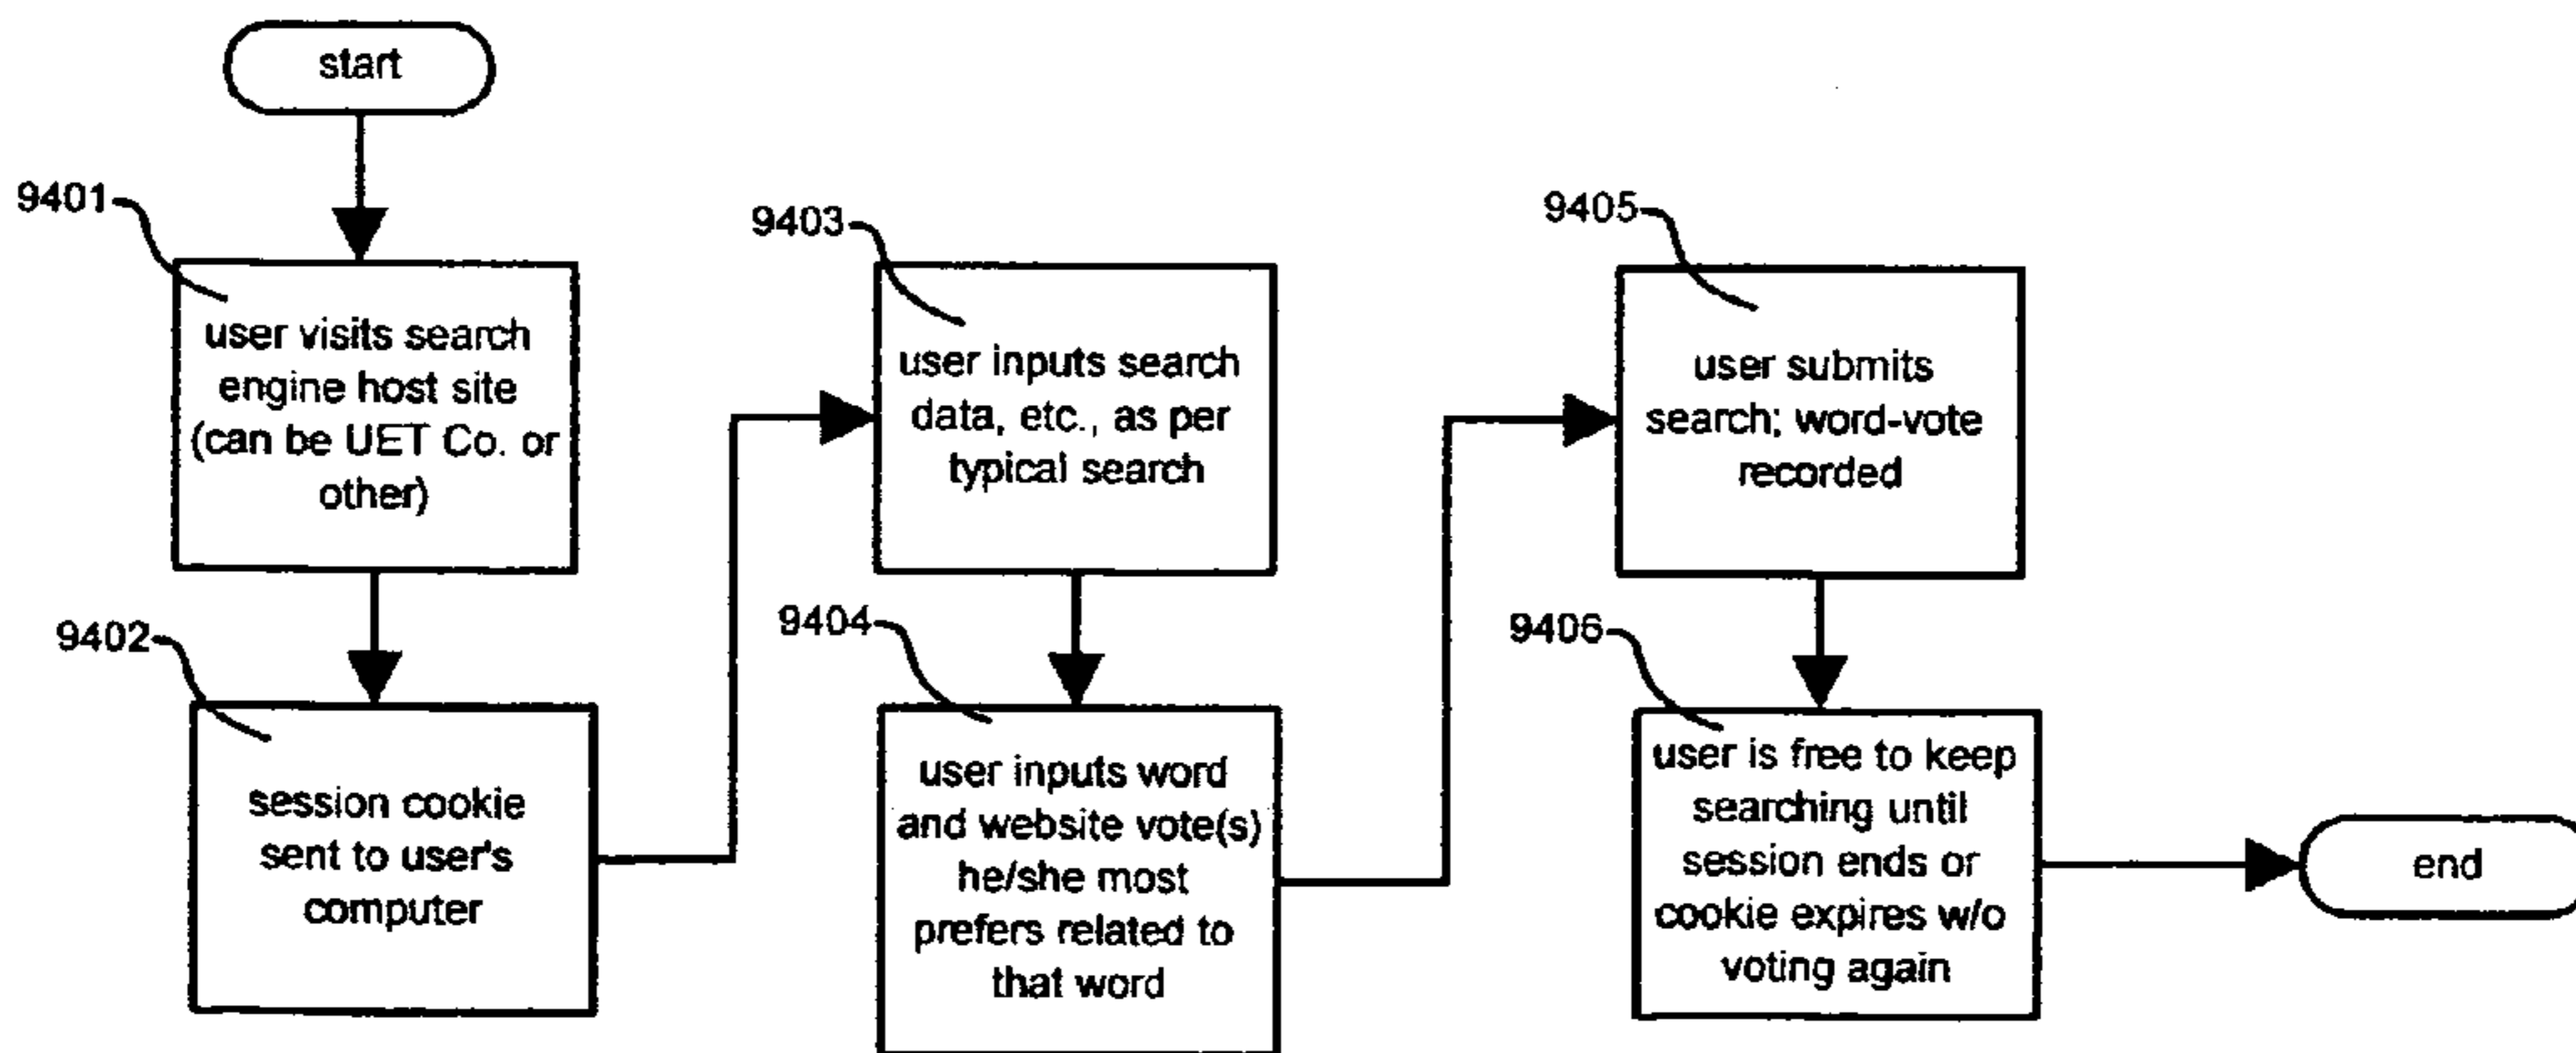 start
9401
user visits search
engine host site
(can be UET Co. or
other)
9402
session cookie
sent to user's
computer
9403
user inputs search
data, etc., as per
typical search
9404
user inputs word
and website vote(s)
he/she most
prefers related to
that word
9405
user submits
search; word-vote
recorded
9406
user is free to keep
searching until
session ends or
cookie expires w/o
voting again
end